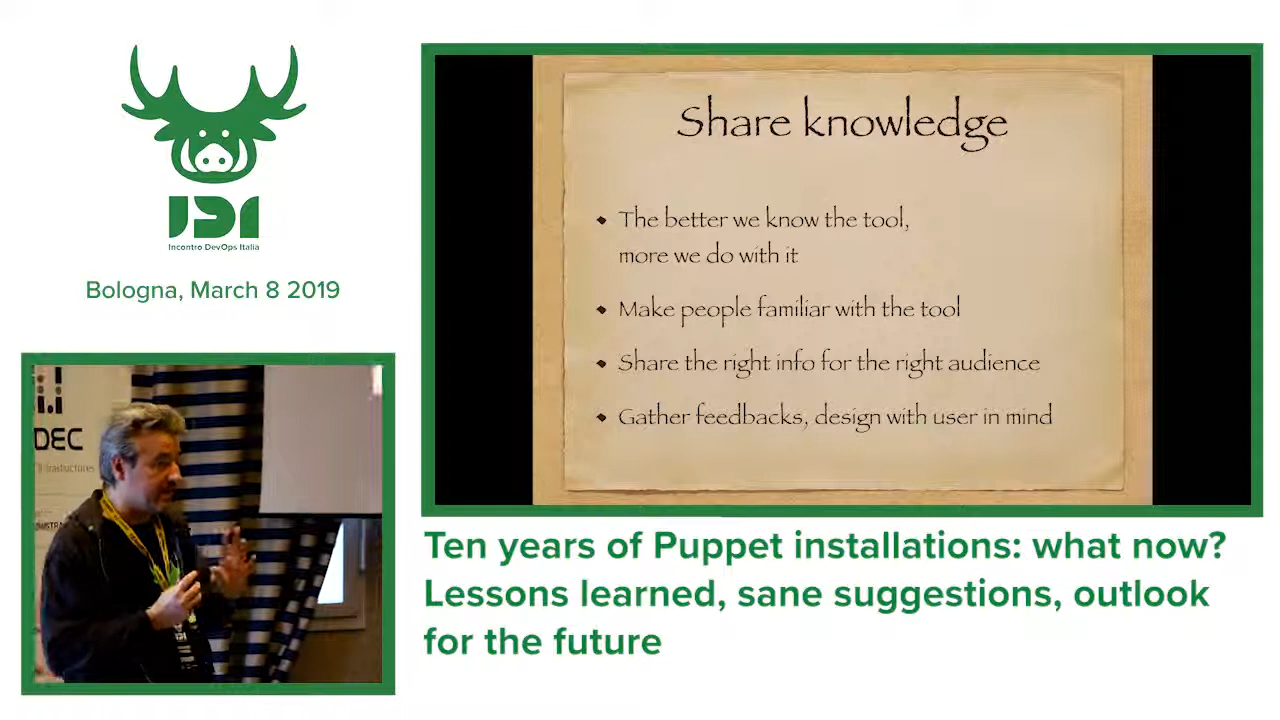 IDI
Incontro DevOps Italia
Bologna, March 8 2019
DEC
Share knowledge
The better we know the tool,
more we do with it
Make people familiar with the tool
Share the right info for the right audience
Gather feedbacks, design with user in mind
Ten years of Puppet installations: what now?
Lessons learned, sane suggestions, outlook
for the future